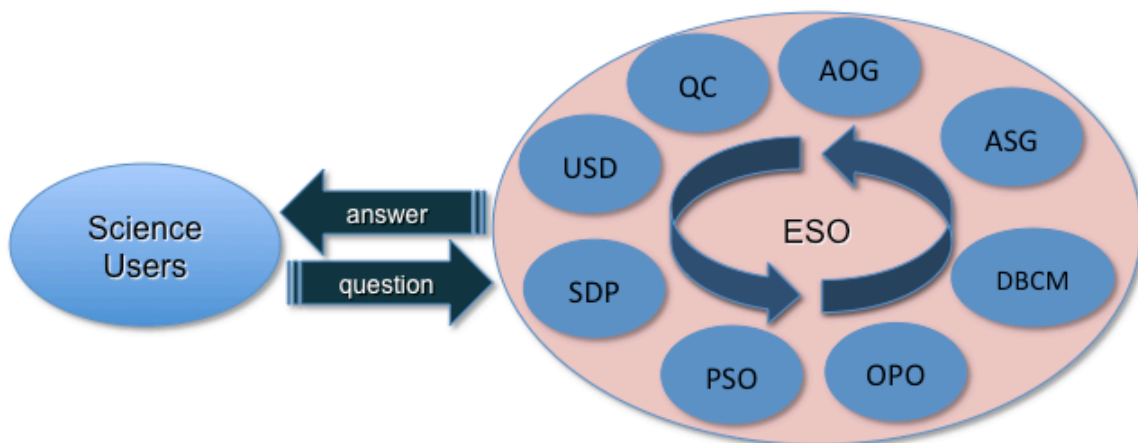 QC
AOG
USD
ASG
answer
Science
Users
ESO
question
SDP
DBCM
PSO
OPO